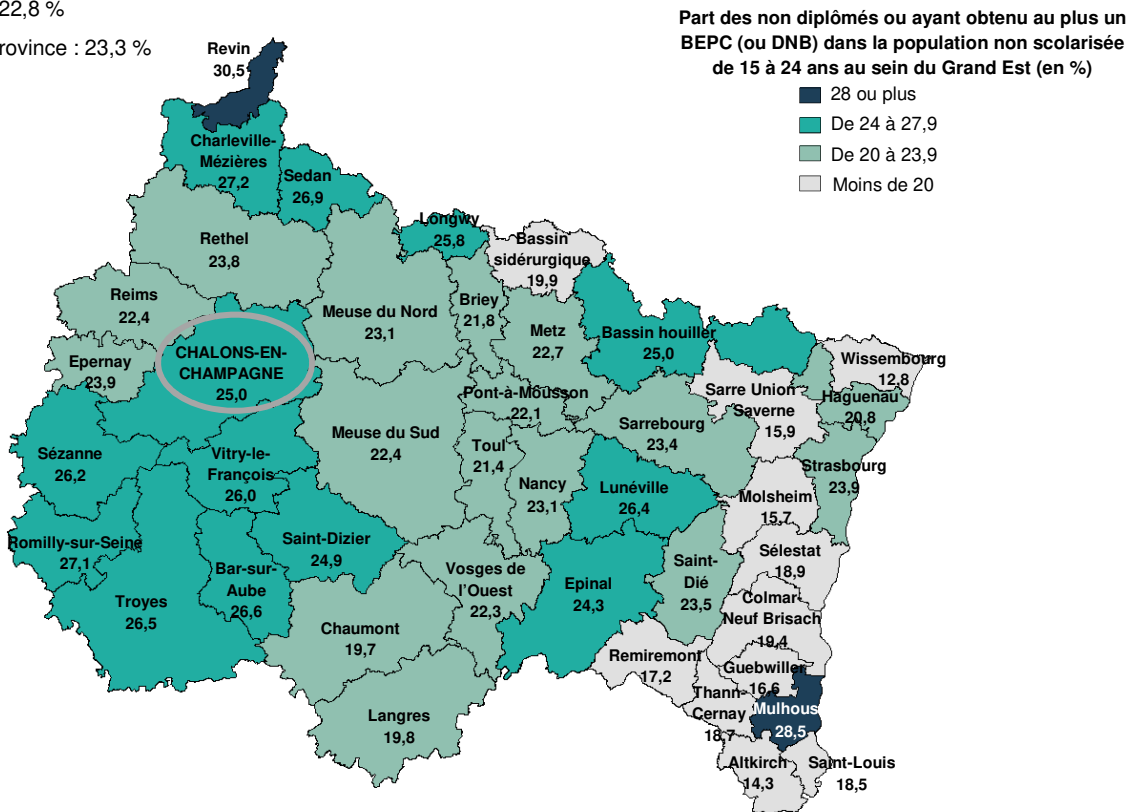 22,8 %
rovince : 23,3 %
Part des non diplômés ou ayant obtenu au plus un
BEPC (ou DNB) dans la population non scolarisée
de 15 à 24 ans au sein du Grand Est (en %)
28 ou plus
De 24 à 27,9
De 20 à 23,9
Moins de 20
Revin
30,5
Charleville-
Mézières
27,2
Sedan
26,9
Longwy
25,8
Bassin
sidérurgique
19,9
Rethel
23,8
Reims
22,4
Meuse du Nord
23,1
Briey
21,8
Metz
22,7
Bassin houiller
25,0
Wissembourg
12,8
Epernay
23,9
CHALONS-EN-
CHAMPAGNE
25,0
Pont-à-Mousson
22,1
Sarre Union
Saverne
15,9
Haguenau
20,8
Sézanne
26,2
Vitry-le-
François
26,0
Meuse du Sud
22,4
Toul
21,4
Nancy
23,1
Sarrebourg
23,4
Lunéville
26,4
Strasbourg
23,9
Molsheim
15,7
Romilly-sur-Seine
27,1
Troyes
26,5
Bar-sur-
Aube
26,6
Saint-Dizier
24,9
Vosges de
l'Ouest
22,3
Epinal
24,3
Saint-
Dié
23,5
Sélestat
18,9
Colmar-
Neuf Brisach
19,4
Chaumont
19,7
Remiremont
17,2
Guebwiller
16,6
Thann-
Cernay
18,7
Mulhous
28,5
Langres
19,8
Altkirch
14,3
Saint-Louis
18,5